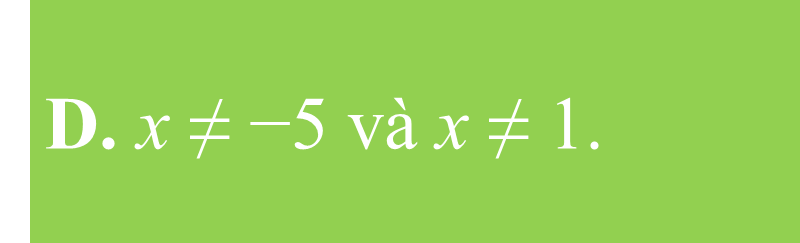 D. x ≠ −5 và x ≠ 1.